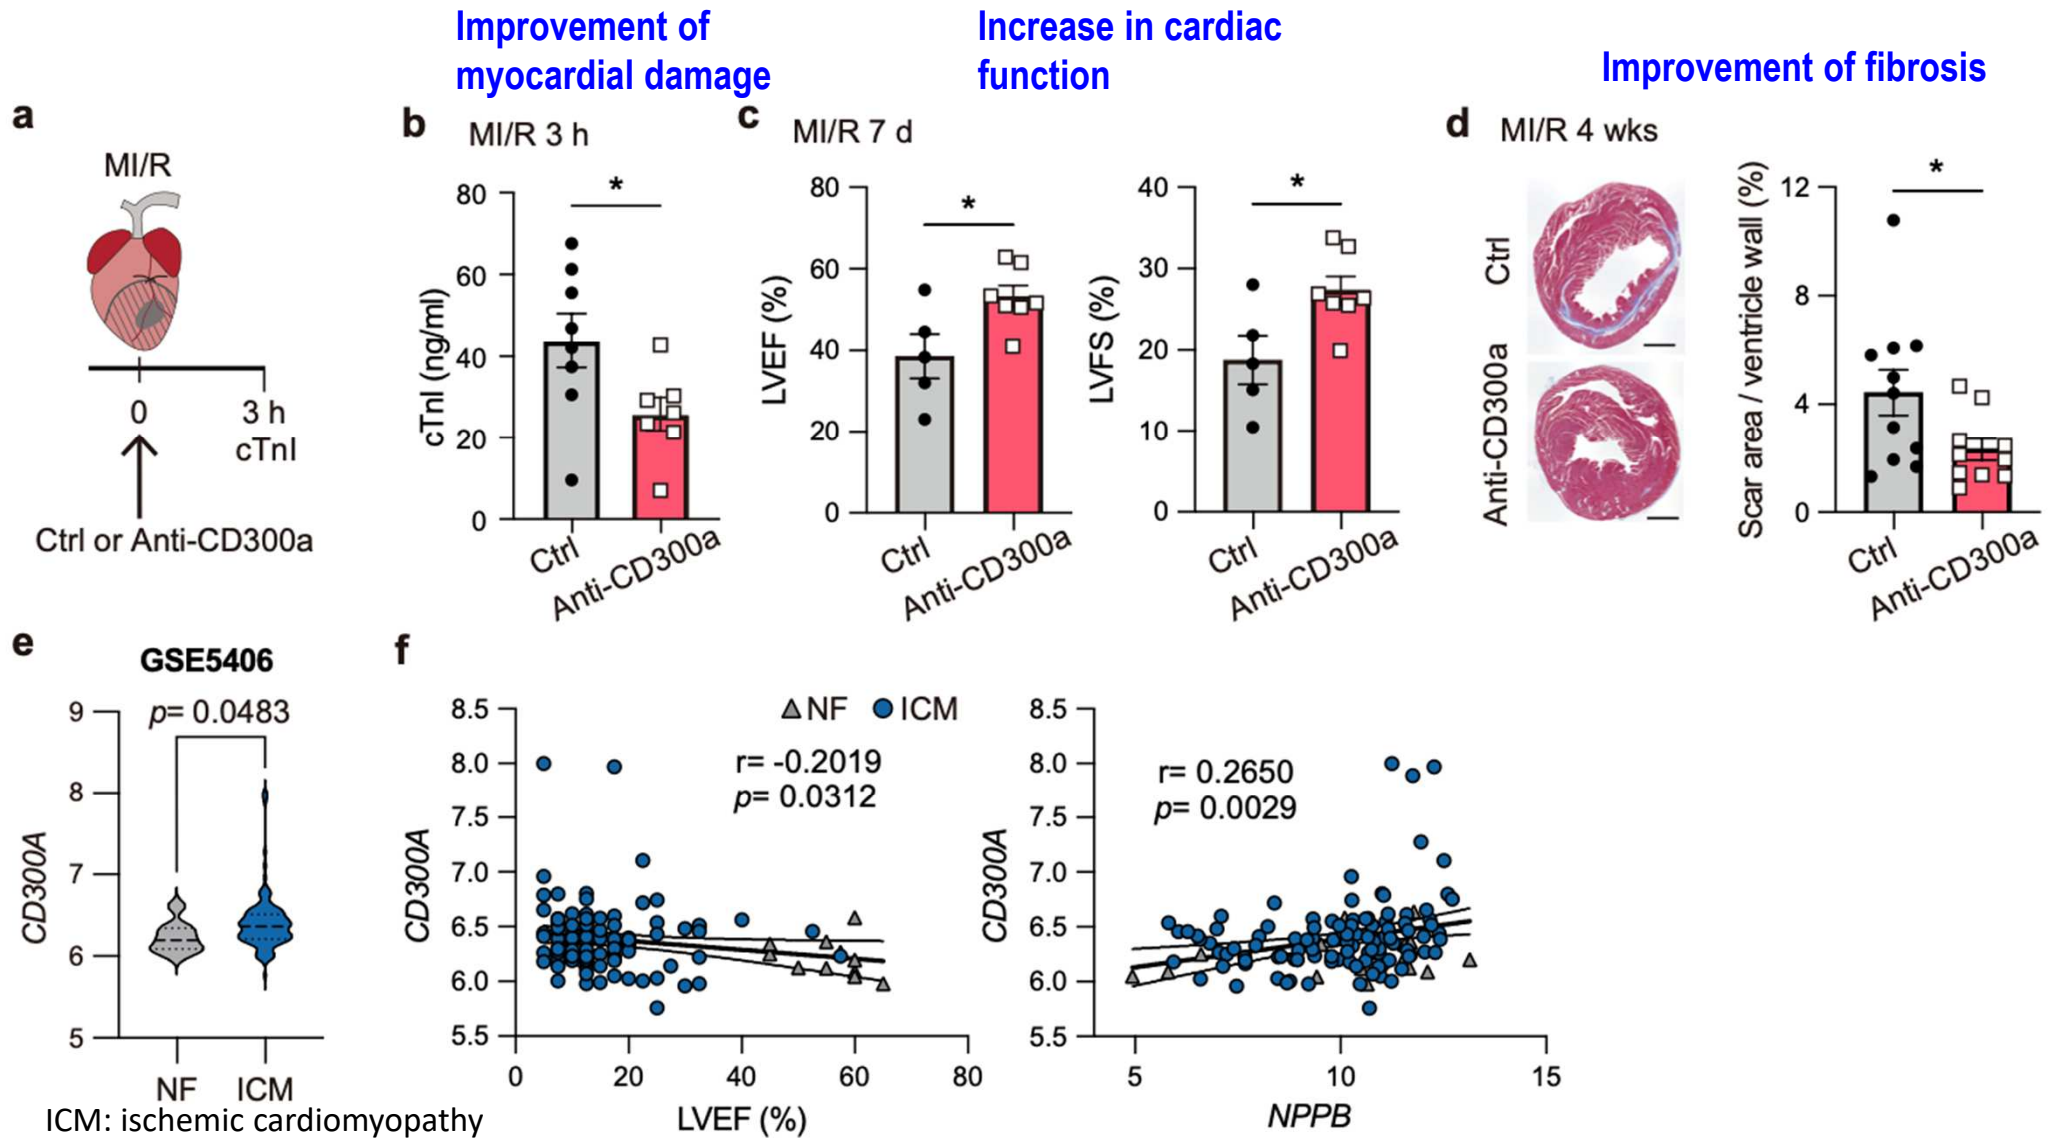 Improvement of
myocardial damage
Increase in cardiac
function
Improvement of fibrosis
a
MI/R
0
3 h
cTnI
Ctrl or Anti-CD300a
b
MI/R 3 h
*
cTnI (ng/ml)
80
60
40
20
0
Ctrl
Anti-CD300a
c
MI/R 7 d
*
LVEF (%)
80
60
40
20
0
Ctrl
Anti-CD300a
*
LVFS (%)
40
30
20
10
0
Ctrl
Anti-CD300a
d
MI/R 4 wks
Ctrl
Anti-CD300a
*
Scar area / ventricle wall (%)
12
8
4
0
Ctrl
Anti-CD300a
e
GSE5406
p= 0.0483
CD300A
9
8
7
6
5
NF
ICM
ICM: ischemic cardiomyopathy
f
NF
ICM
r= -0.2019
p= 0.0312
CD300A
8.5
8.0
7.5
7.0
6.5
6.0
5.5
0
20
40
60
80
LVEF (%)
r= 0.2650
p= 0.0029
CD300A
8.5
8.0
7.5
7.0
6.5
6.0
5.5
5
10
15
NPPB